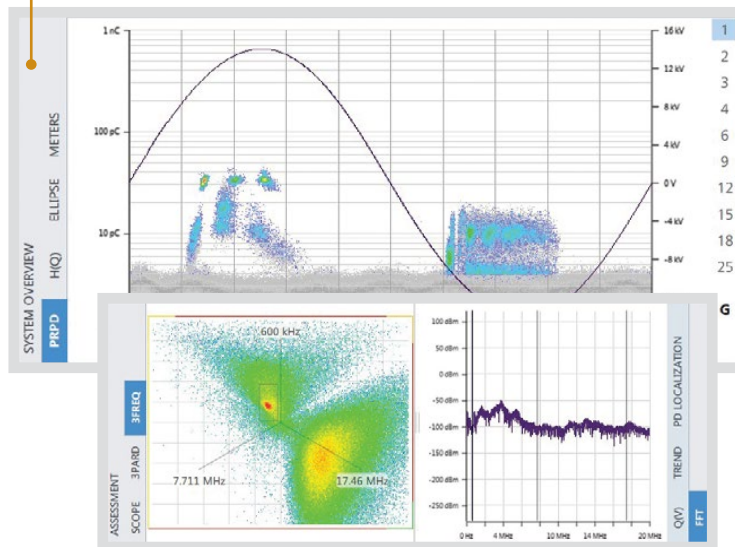 SYSTEM OVERVIEW
PRPD
H(Q)
ELLIPSE
METERS
1 nC
100 pC
10 pC
16 kV
12 kV
8 kV
4 kV
0 V
-4 kV
-8 kV
1
2
3
4
6
9
12
15
18
25
G
ASSESSMENT
SCOPE
3PARD
3FREQ
600 kHz
7.711 MHz
17.46 MHz
100 dBm
50 dBm
0 dBm
-50 dBm
-100 dBm
-150 dBm
-200 dBm
-250 dBm
0 Hz
4 MHz
10 MHz
14 MHz
20 MHz
Q(V)
TREND
PD LOCALIZATION
FFT